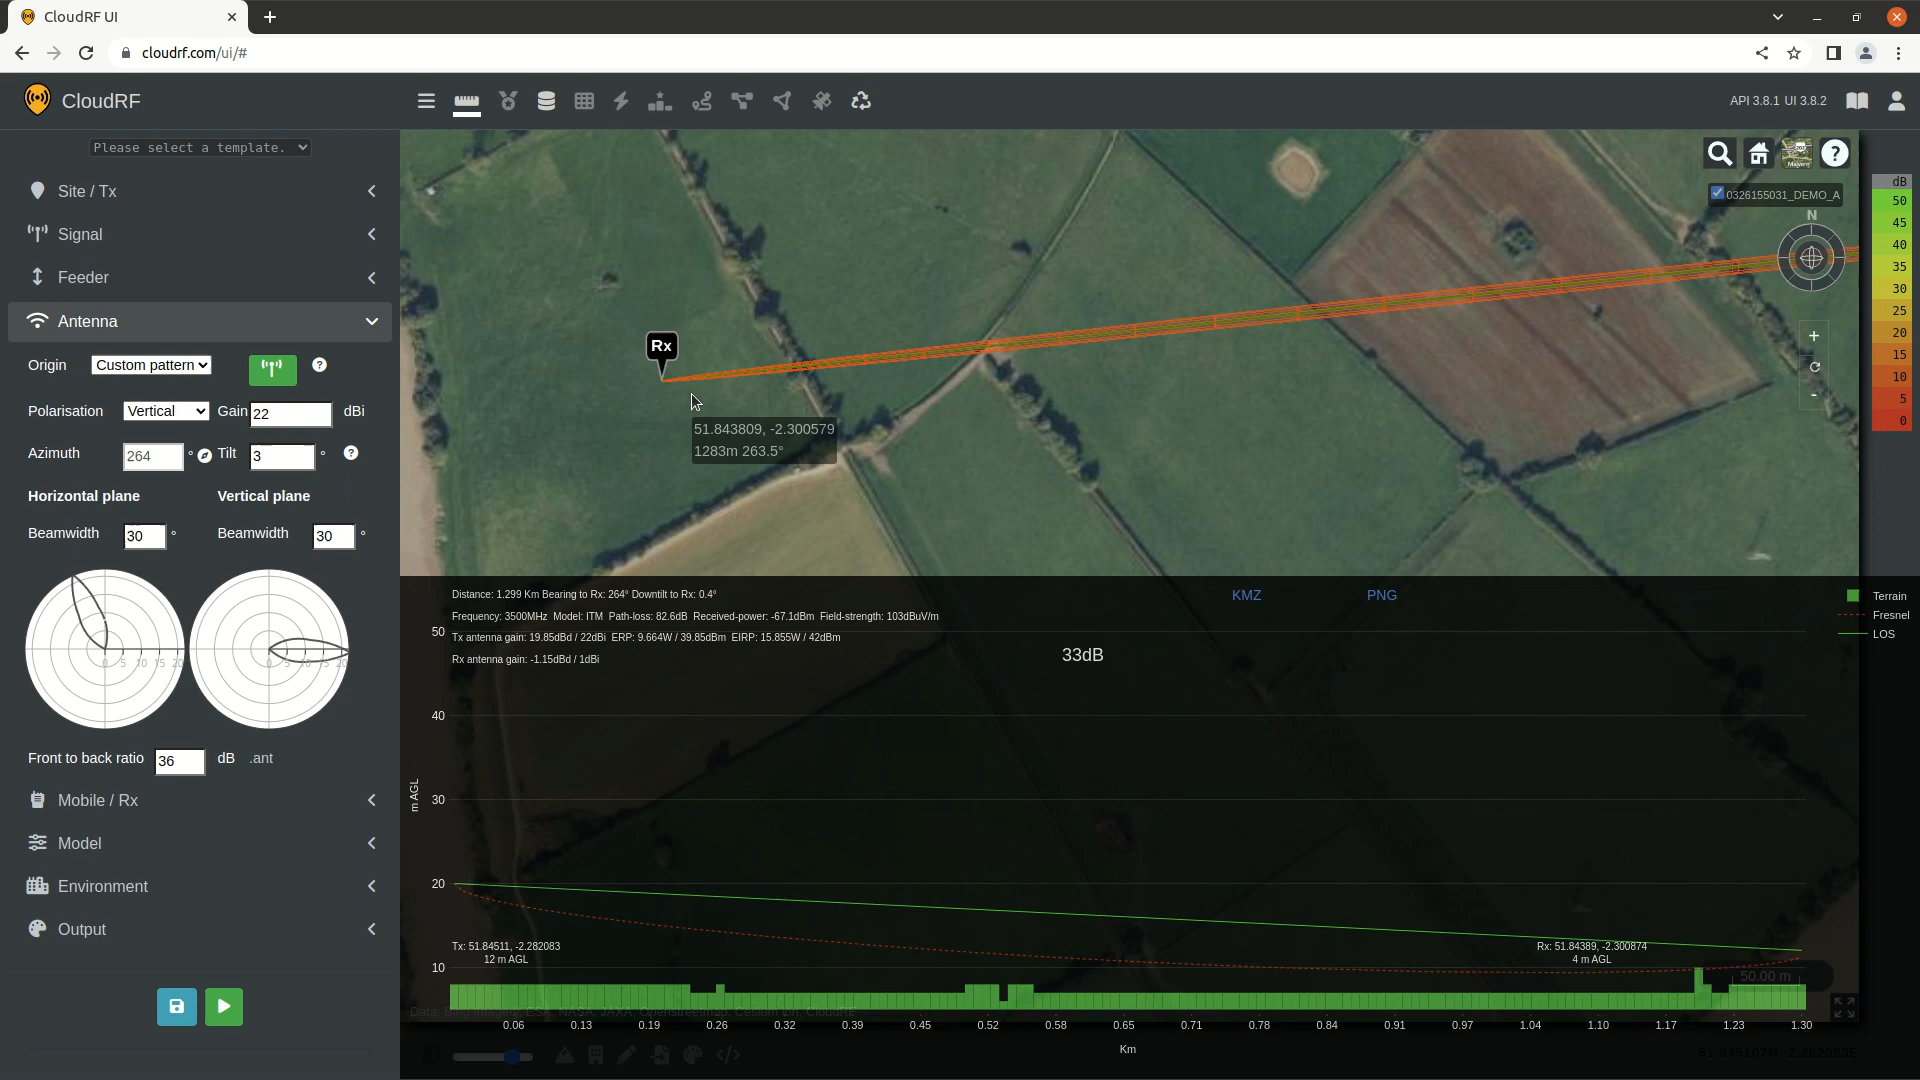 CloudRF UI
cloudrf.com/ui/#
CloudRF
API 3.8.1 UI 3.8.2
Please select a template.
Site / Tx
Signal
Feeder
Antenna
Origin Custom pattern
Polarisation Vertical Gain 22 dBi
Azimuth 264 ° Tilt 3 °
Horizontal plane Vertical plane
Beamwidth 30 ° Beamwidth 30 °
0 5 10 15 20
0 5 10 15 20
Front to back ratio 36 dB .ant
Mobile / Rx
Model
Environment
Output
Rx
51.843809, -2.300579
1283m 263.5°
0326155031_DEMO_A
N
+
-
dB
50
45
40
35
30
25
20
15
10
5
0
Distance: 1.299 Km Bearing to Rx: 264° Downtilt to Rx: 0.4°
Frequency: 3500MHz Model: ITM Path-loss: 82.6dB Received-power: -67.1dBm Field-strength: 103dBuV/m
Tx antenna gain: 19.85dBd / 22dBi ERP: 9.664W / 39.85dBm EIRP: 15.855W / 42dBm
Rx antenna gain: -1.15dBd / 1dBi
KMZ PNG
33dB
Terrain
Fresnel
LOS
50
40
30
20
10
m AGL
Tx: 51.84511, -2.282083
12 m AGL
Rx: 51.84389, -2.300874
4 m AGL
50.00 m
0.06 0.13 0.19 0.26 0.32 0.39 0.45 0.52 0.58 0.65 0.71 0.78 0.84 0.91 0.97 1.04 1.10 1.17 1.23 1.30
Km